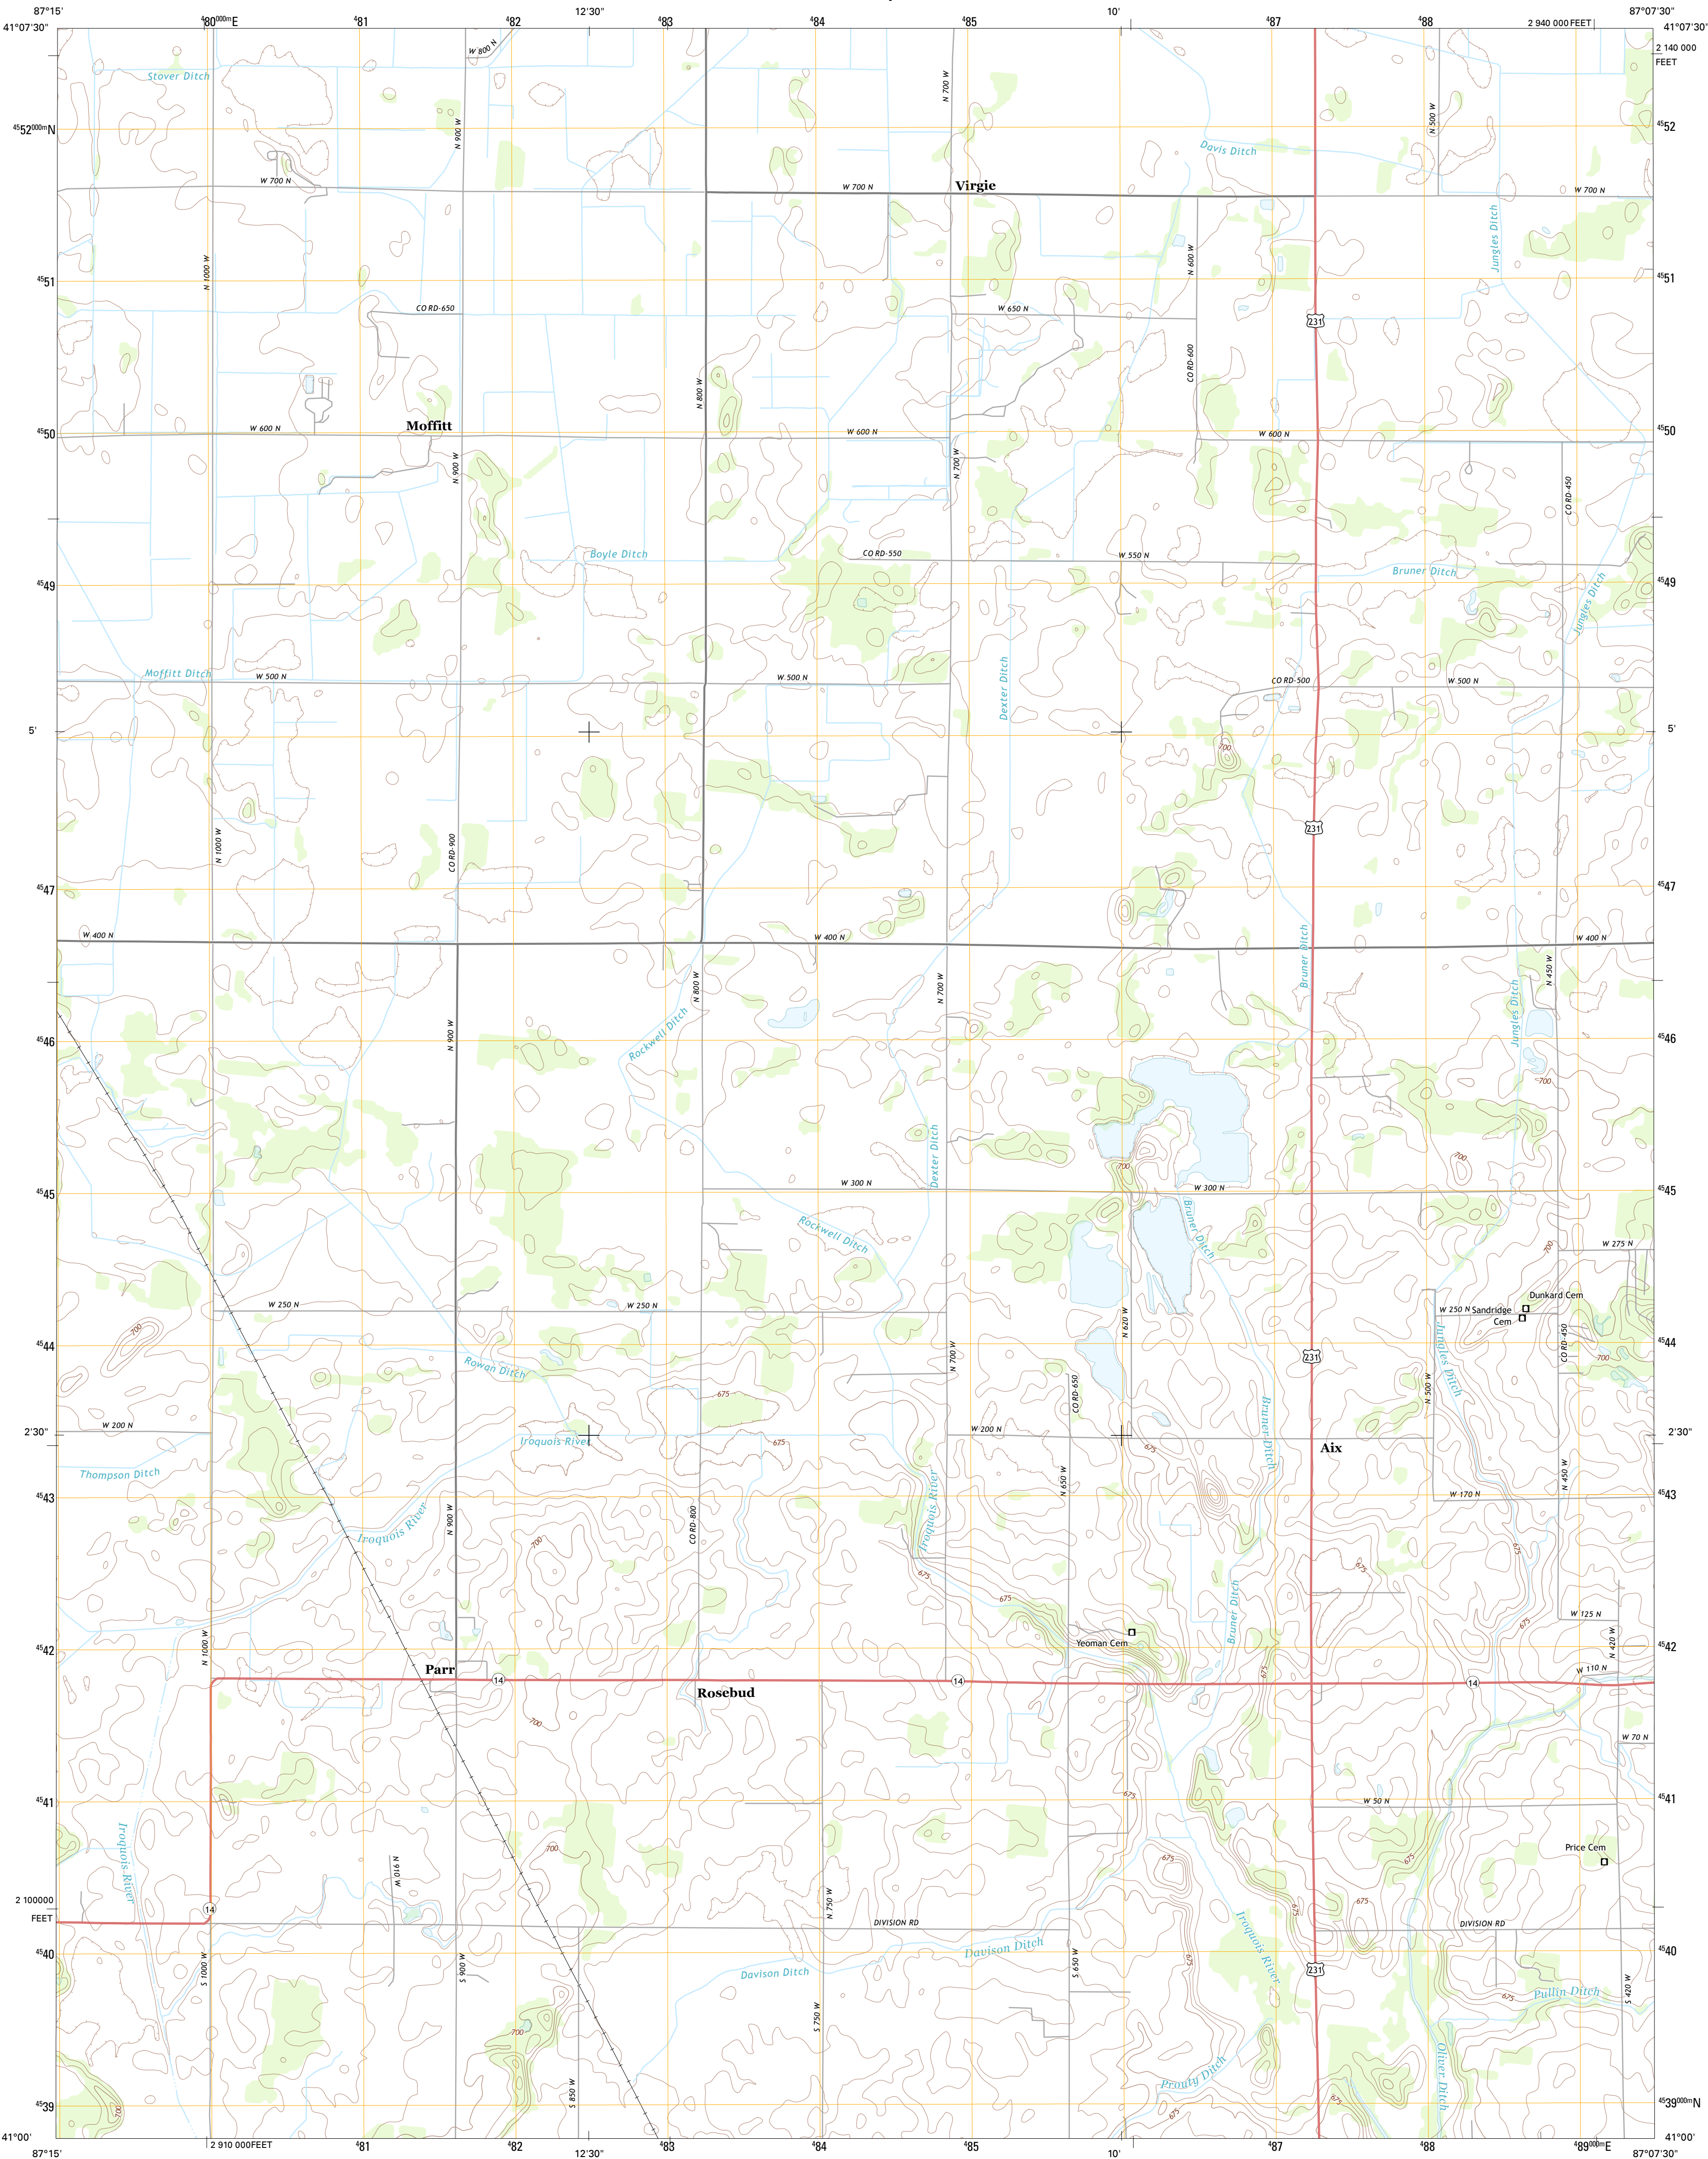 87°15'
⁴80⁰⁰⁰ᵐE
⁴81
⁴82
12'30"
⁴83
⁴84
⁴85
10'
⁴87
⁴88
2 940 000 FEET
87°07'30"
41°07'30"
41°07'30"
2 140 000
FEET
W 800 N
Stover Ditch
N 700 W
N 500 W
⁴⁵52⁰⁰⁰ᵐN
⁴⁵52
N 900 W
Davis Ditch
W 700 N
W 700 N
Virgie
W 700 N
Jungles Ditch
N 1000 W
N 600 W
⁴⁵51
⁴⁵51
CO RD-650
W 650 N
231
CO RD-600
N 800 W
Moffitt
W 600 N
W 600 N
W 600 N
⁴⁵50
⁴⁵50
N 900 W
N 700 W
CO RD-450
Boyle Ditch
CO RD-550
W 550 N
Bruner Ditch
⁴⁵49
⁴⁵49
Jungles Ditch
Moffitt Ditch
W 500 N
W 500 N
Dexter Ditch
CO RD-500
W 500 N
5'
5'
700
231
N 1000 W
CO RD-900
⁴⁵47
⁴⁵47
W 400 N
W 400 N
W 400 N
Bruner Ditch
N 450 W
N 800 W
N 700 W
Jungles Ditch
Rockwell Ditch
N 900 W
⁴⁵46
⁴⁵46
700
Dexter Ditch
700
700
W 300 N
W 300 N
⁴⁵45
⁴⁵45
Rockwell Ditch
Bruner Ditch
700
W 275 N
Dunkard Cem
W 250 N
W 250 N
W 250 N
Sandridge
Cem
N 620 W
700
⁴⁵44
⁴⁵44
Rowan Ditch
N 700 W
231
Jungles Ditch
CO RD-450
700
675
CO RD-650
N 500 W
Bruner Ditch
W 200 N
W 200 N
2'30"
2'30"
Iroquois River
675
675
Aix
Thompson Ditch
N 650 W
N 450 W
⁴⁵43
⁴⁵43
W 170 N
Iroquois River
N 900 W
CO RD-800
Iroquois River
700
675
675
675
675
Bruner Ditch
W 125 N
675
N 1000 W
Yeoman Cem
N 420 W
⁴⁵42
⁴⁵42
Parr
14
Rosebud
14
675
14
W 110 N
700
W 70 N
675
⁴⁵41
⁴⁵41
W 50 N
Iroquois River
700
Price Cem
N 910 W
675
675
2 100000
FEET
14
N 750 W
675
675
DIVISION RD
DIVISION RD
Iroquois River
Davison Ditch
⁴⁵40
⁴⁵40
S 1000 W
S 900 W
Davison Ditch
S 650 W
675
231
Pullin Ditch
675
S 420 W
S 750 W
700
Prouty Ditch
Oliver Ditch
S 850 W
675
675
700
⁴⁵39
⁴⁵39⁰⁰⁰ᵐN
41°00'
41°00'
87°15'
2 910 000FEET
⁴81
⁴82
12'30"
⁴83
⁴84
⁴85
10'
⁴87
⁴88
⁴89⁰⁰⁰ᵐE
87°07'30"